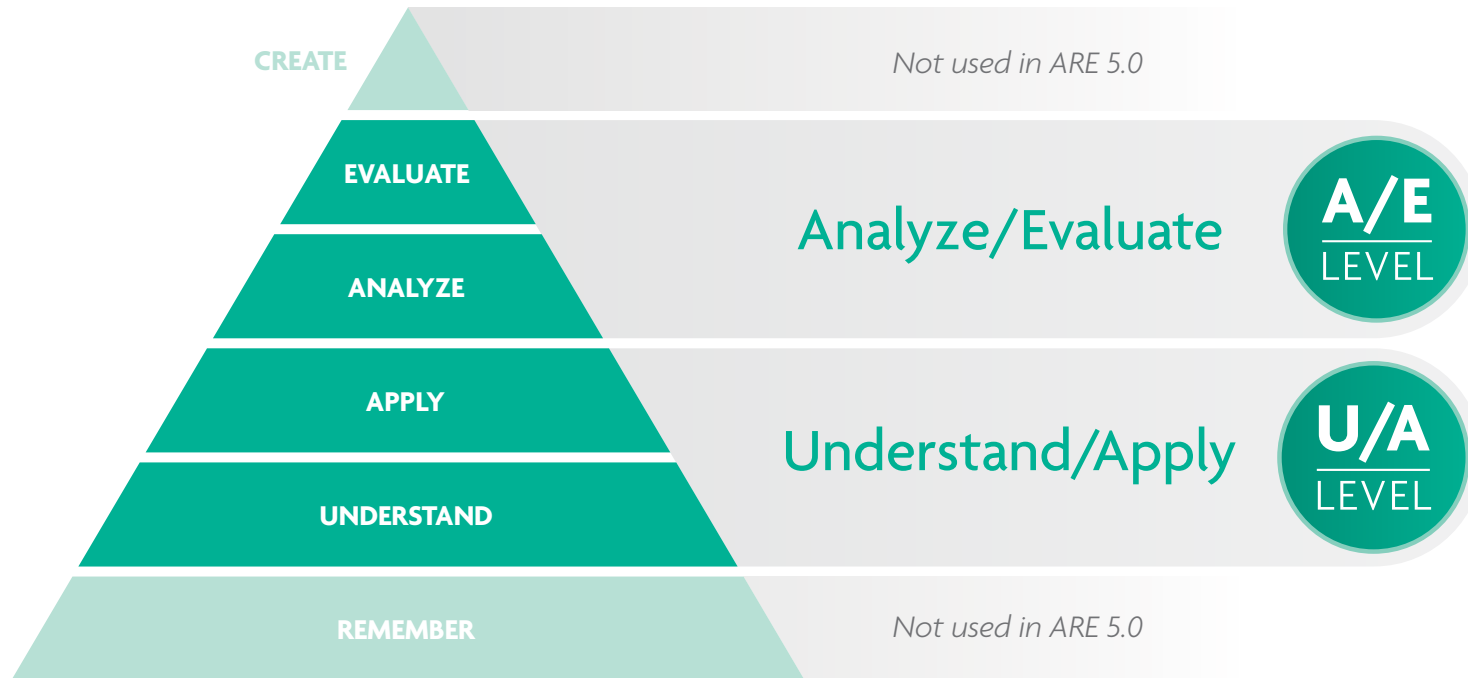 CREATE
Not used in ARE 5.0
EVALUATE
ANALYZE
Analyze/Evaluate
A/E
LEVEL
APPLY
UNDERSTAND
Understand/Apply
U/A
LEVEL
REMEMBER
Not used in ARE 5.0